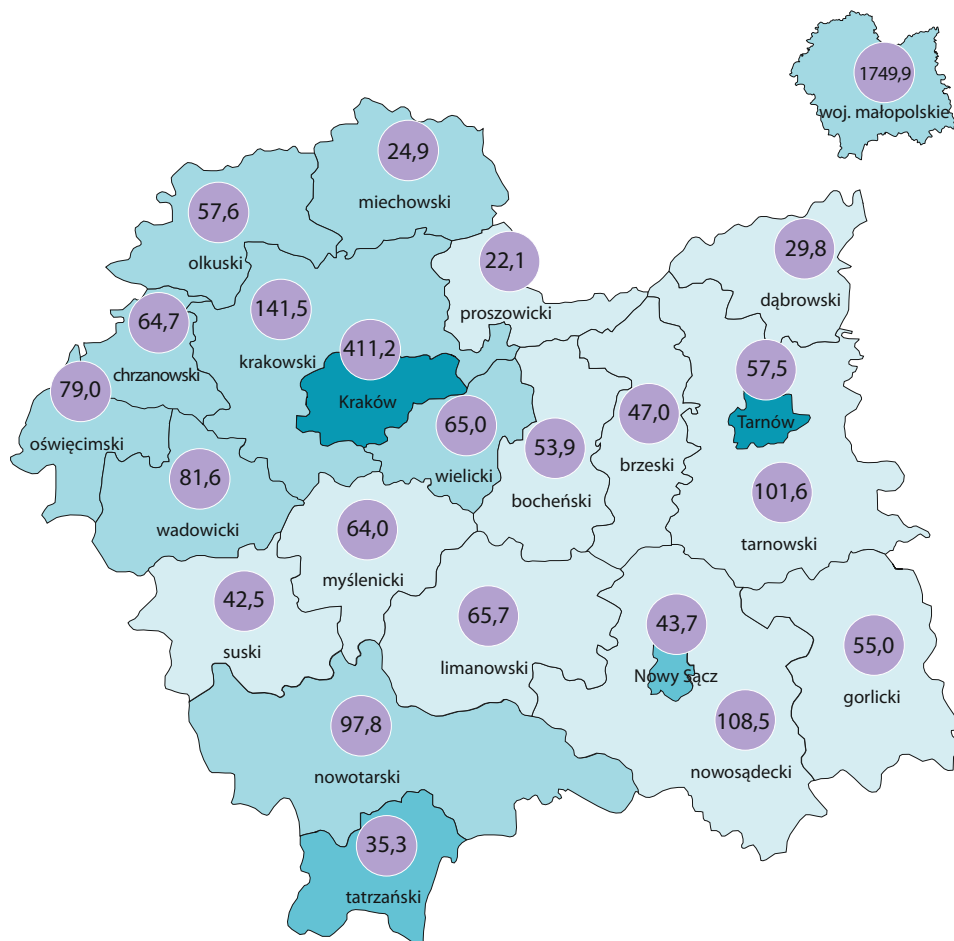 1749,9
woj. małopolskie
24,9
miechowski
57,6
olkuski
22,1
proszowicki
29,8
dąbrowski
141,5
krakowski
64,7
chrzanowski
411,2
Kraków
57,5
Tarnów
79,0
oświęcimski
65,0
wielicki
47,0
brzeski
53,9
bocheński
81,6
wadowicki
101,6
tarnowski
64,0
myślenicki
42,5
suski
65,7
limanowski
43,7
Nowy Sącz
55,0
gorlicki
97,8
nowotarski
108,5
nowosądecki
35,3
tatrzański